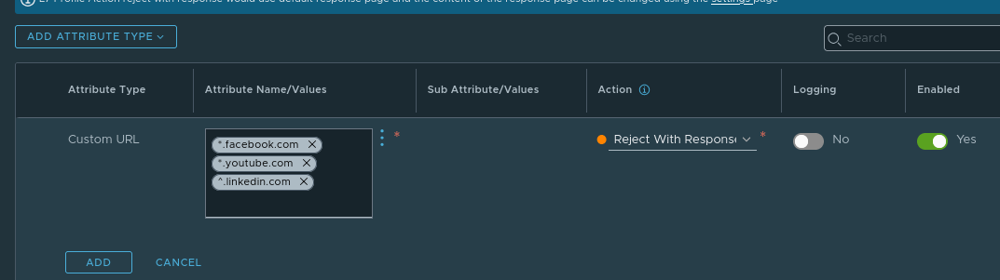 Profile Action reject with response would use default response page and the content of the response page can be changed using the settings page
ADD ATTRIBUTE TYPE
Search
Attribute Type
Attribute Name/Values
Sub Attribute/Values
Action
Logging
Enabled
Custom URL
*.facebook.com
*.youtube.com
^.linkedin.com
*
Reject With Response
*
No
Yes
ADD
CANCEL